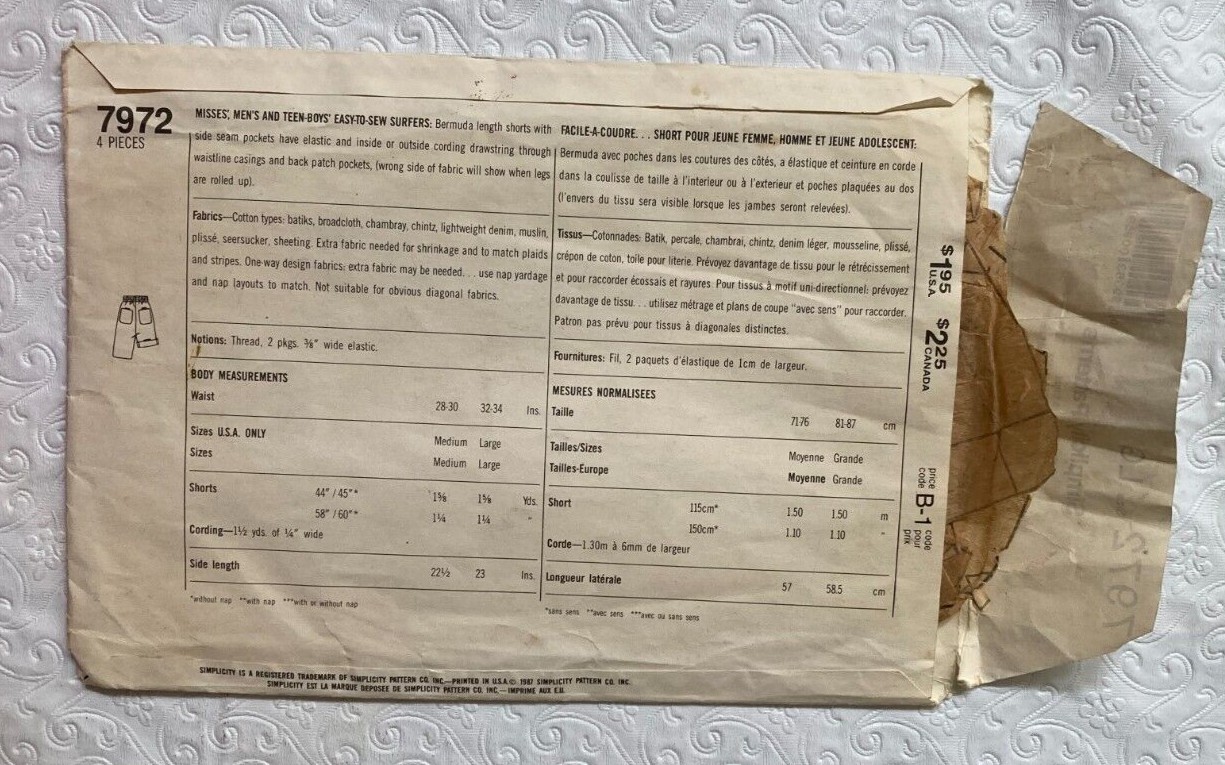 7972
4 PIECES
MISSES', MEN'S AND TEEN-BOYS' EASY-TO-SEW SURFERS: Bermuda length shorts with
side seam pockets have elastic and inside or outside cording drawstring through
waistline casings and back patch pockets, (wrong side of fabric will show when legs
are rolled up).
Fabrics—Cotton types: batiks, broadcloth, chambray, chintz, lightweight denim, muslin,
plissé, seersucker, sheeting. Extra fabric needed for shrinkage and to match plaids
and stripes. One-way design fabrics: extra fabric may be needed. . . use nap yardage
and nap layouts to match. Not suitable for obvious diagonal fabrics.
Notions: Thread, 2 pkgs. ⅜" wide elastic.
BODY MEASUREMENTS
Waist 28-30 32-34 Ins.
Sizes U.S.A. ONLY Medium Large
Sizes Medium Large
Shorts 44" /45"* 1⅝ 1⅝ Yds.
58" /60"* 1¼ 1¼ "
Cording—1½ yds. of ¼" wide
Side length 22½ 23 Ins.
*without nap **with nap ***with or without nap
FACILE-A-COUDRE. . . SHORT POUR JEUNE FEMME, HOMME ET JEUNE ADOLESCENT:
Bermuda avec poches dans les coutures des côtés, a élastique et ceinture en corde
dans la coulisse de taille à l'interieur ou à l'exterieur et poches plaquées au dos
(l'envers du tissu sera visible lorsque les jambes seront relevées).
Tissus—Cotonnades: Batik, percale, chambrai, chintz, denim léger, mousseline, plissé,
crépon de coton, toile pour literie. Prévoyez davantage de tissu pour le rétrécissement
et pour raccorder écossais et rayures. Pour tissus à motif uni-directionnel: prévoyez
davantage de tissu. . . utilisez métrage et plans de coupe "avec sens" pour raccorder.
Patron pas prévu pour tissus à diagonales distinctes.
Fournitures: Fil, 2 paquets d'élastique de 1cm de largeur.
MESURES NORMALISEES
Taille 71-76 81-87 cm
Tailles/Sizes Moyenne Grande
Tailles-Europe Moyenne Grande
Short 115cm* 1.50 1.50 m
150cm* 1.10 1.10 "
Corde—1.30m à 6mm de largeur
Longueur latérale 57 58.5 cm
*sans sens **avec sens ***avec ou sans sens
$1.95 U.S.A. $2.25 CANADA
price code B-1 code pour prix
SIMPLICITY IS A REGISTERED TRADEMARK OF SIMPLICITY PATTERN CO. INC.—PRINTED IN U.S.A. © 1987 SIMPLICITY PATTERN CO. INC.
SIMPLICITY EST LA MARQUE DEPOSEE DE SIMPLICITY PATTERN CO. INC.—IMPRIME AUX E.U.